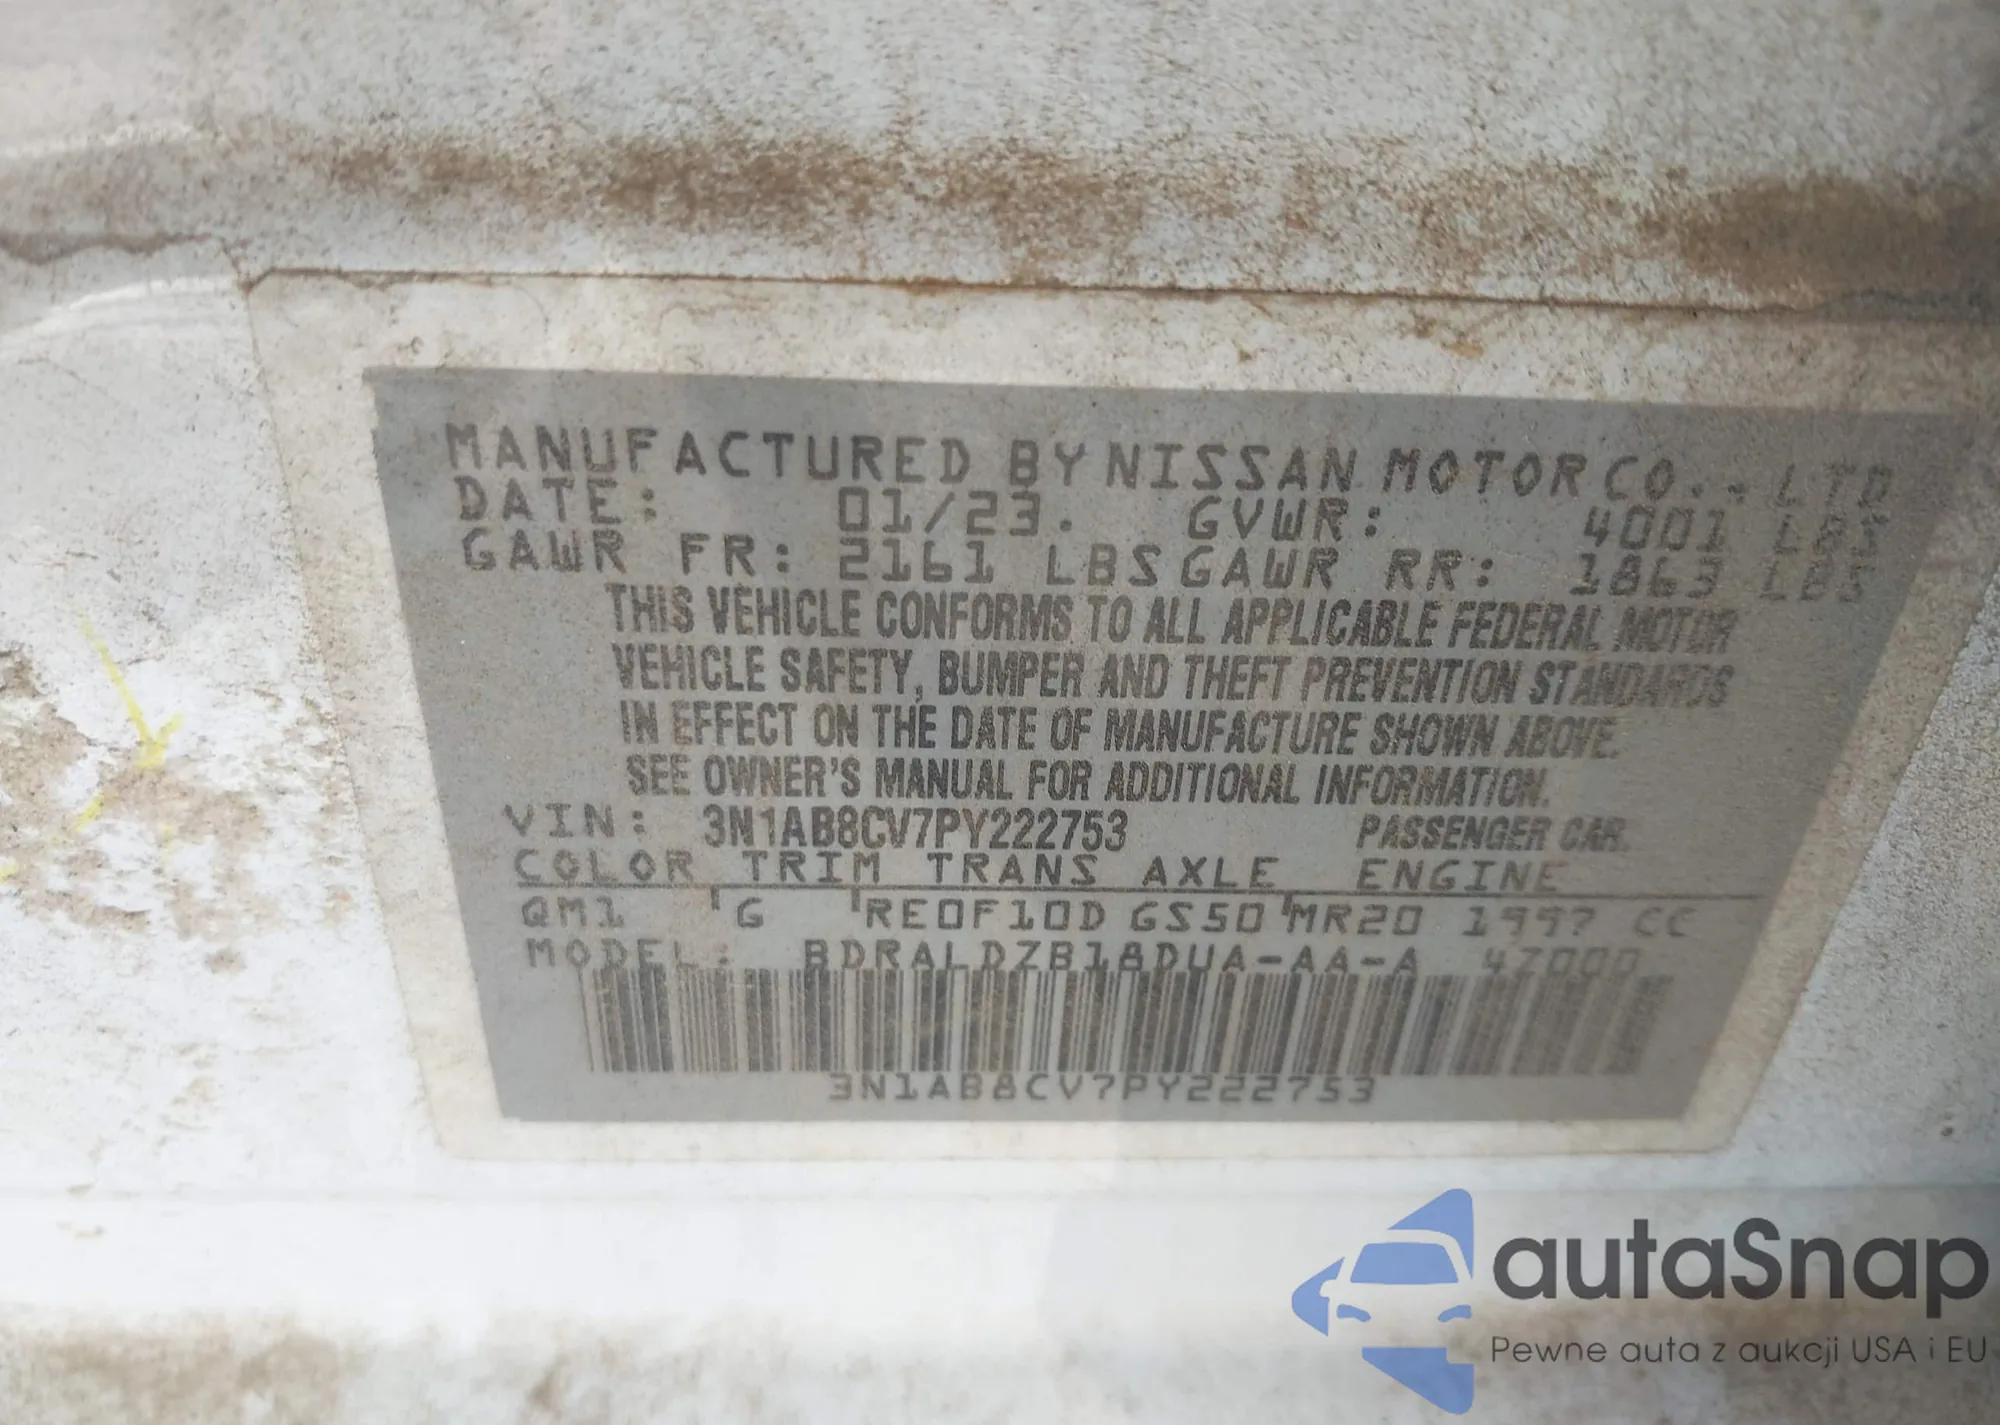 MANUFACTURED BY NISSAN MOTOR CO., LTD
DATE: 01/23. GVWR: 4001 LBS
GAWR FR: 2161 LBS GAWR RR: 1863 LBS
THIS VEHICLE CONFORMS TO ALL APPLICABLE FEDERAL MOTOR
VEHICLE SAFETY, BUMPER AND THEFT PREVENTION STANDARDS
IN EFFECT ON THE DATE OF MANUFACTURE SHOWN ABOVE.
SEE OWNER'S MANUAL FOR ADDITIONAL INFORMATION.
VIN: 3N1AB8CV7PY222753 PASSENGER CAR.
COLOR TRIM TRANS AXLE ENGINE
QM1 G RE0F10D GS50 MR20 1997 CC
MODEL: BDRALDZB18DUA-AA-A 47000
3N1AB8CV7PY222753
autaSnap
Pewne auta z aukcji USA i EU